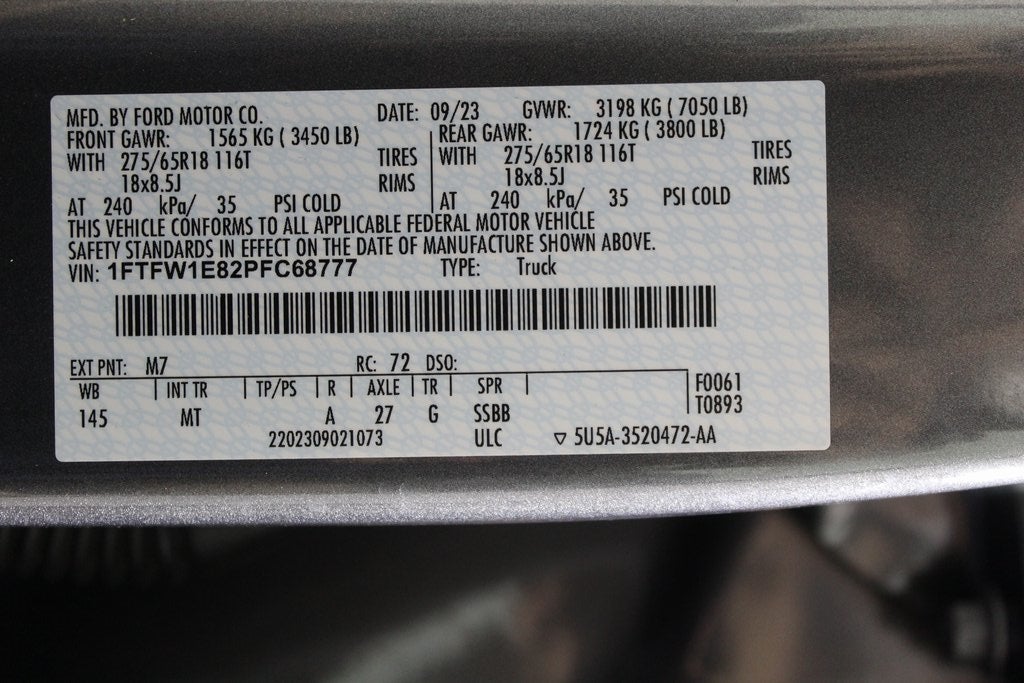 MFD. BY FORD MOTOR CO. DATE: 09/23 GVWR: 3198 KG ( 7050 LB)
FRONT GAWR: 1565 KG ( 3450 LB) REAR GAWR: 1724 KG ( 3800 LB)
WITH 275/65R18 116T TIRES WITH 275/65R18 116T TIRES
18x8.5J RIMS 18x8.5J RIMS
AT 240 kPa/ 35 PSI COLD AT 240 kPa/ 35 PSI COLD
THIS VEHICLE CONFORMS TO ALL APPLICABLE FEDERAL MOTOR VEHICLE
SAFETY STANDARDS IN EFFECT ON THE DATE OF MANUFACTURE SHOWN ABOVE.
VIN: 1FTFW1E82PFC68777 TYPE: Truck
EXT PNT: M7 RC: 72 DSO:
WB INT TR TP/PS R AXLE TR SPR F0061
145 MT A 27 G SSBB T0893
2202309021073 ULC ▽ 5U5A-3520472-AA